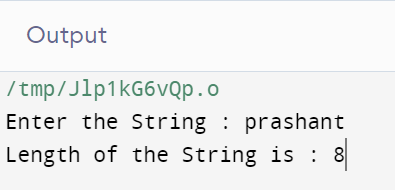 Output
/tmp/Jlp1kG6vQp.o
Enter the String : prashant
Length of the String is : 8